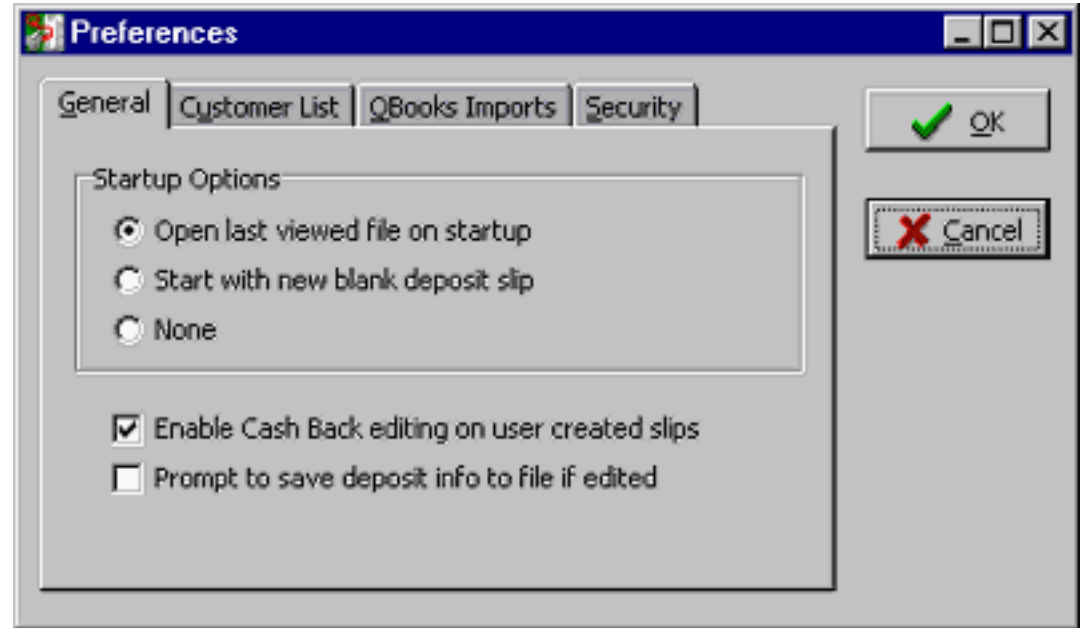 Preferences
General Customer List QBooks Imports Security
OK
Startup Options
Cancel
Open last viewed file on startup
Start with new blank deposit slip
None
Enable Cash Back editing on user created slips
Prompt to save deposit info to file if edited